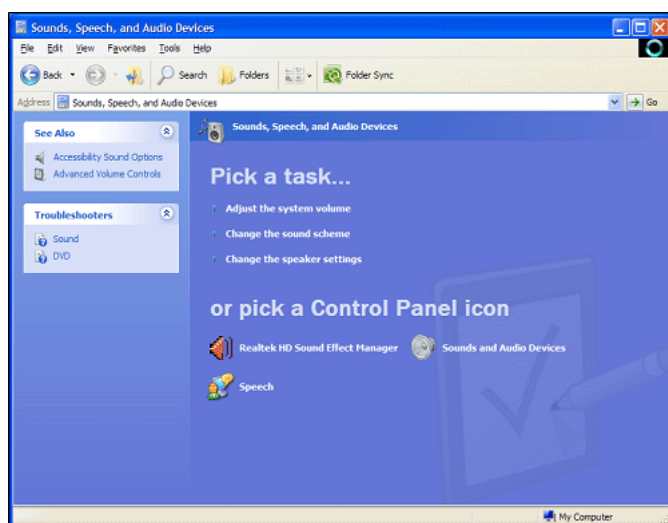 Sounds, Speech, and Audio Devices
File Edit View Favorites Tools Help
Back Search Folders Folder Sync
Address Sounds, Speech, and Audio Devices Go
See Also
Accessibility Sound Options
Advanced Volume Controls
Troubleshooters
Sound
DVD
Sounds, Speech, and Audio Devices
Pick a task...
Adjust the system volume
Change the sound scheme
Change the speaker settings
or pick a Control Panel icon
Realtek HD Sound Effect Manager Sounds and Audio Devices
Speech
My Computer